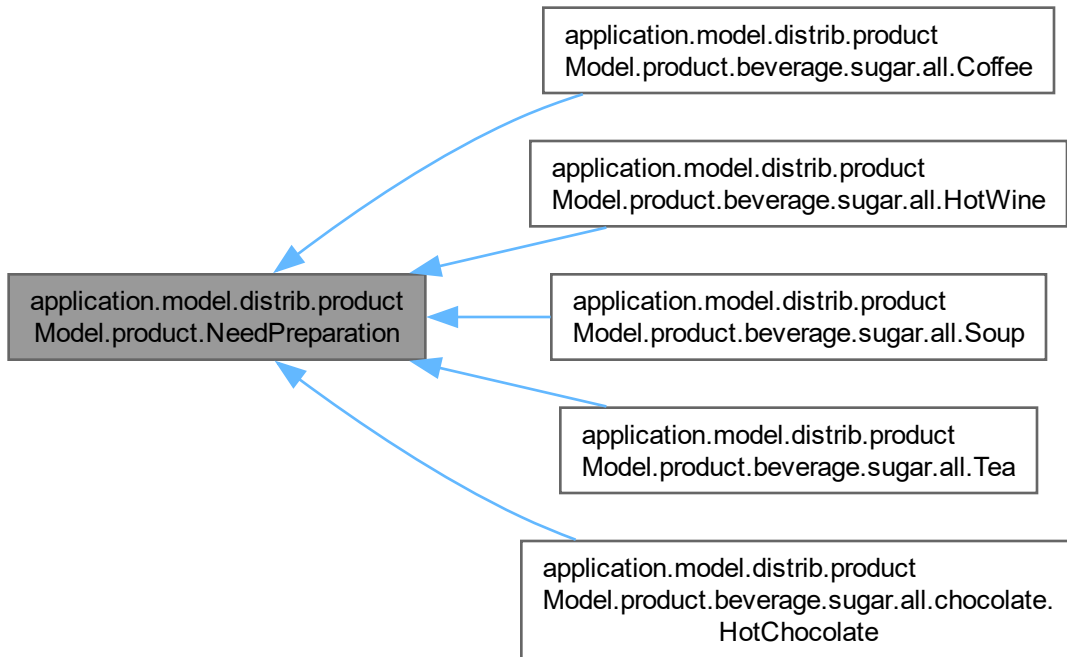 application.model.distrib.product
Model.product.beverage.sugar.all.Coffee
application.model.distrib.product
Model.product.beverage.sugar.all.HotWine
application.model.distrib.product
Model.product.NeedPreparation
application.model.distrib.product
Model.product.beverage.sugar.all.Soup
application.model.distrib.product
Model.product.beverage.sugar.all.Tea
application.model.distrib.product
Model.product.beverage.sugar.all.chocolate.
HotChocolate